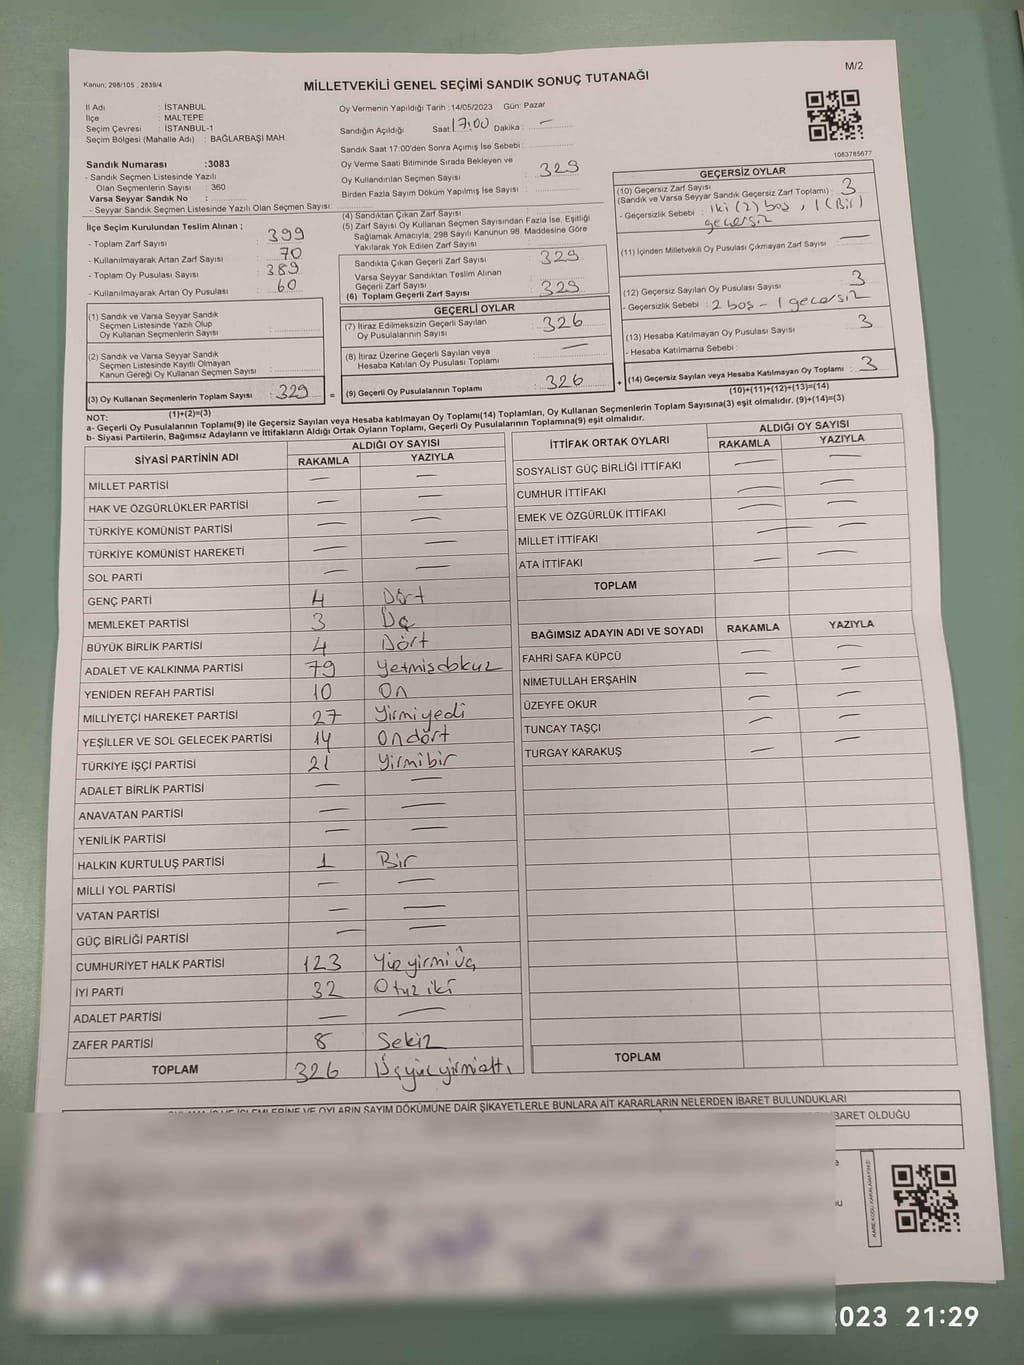 M/2
Kanun: 298/105 , 2839/4
MİLLETVEKİLİ GENEL SEÇİMİ SANDIK SONUÇ TUTANAĞI
İl Adı : İSTANBUL
İlçe : MALTEPE
Seçim Çevresi : İSTANBUL-1
Seçim Bölgesi (Mahalle Adı) : BAĞLARBAŞI MAH.
Sandık Numarası :3083
- Sandık Seçmen Listesinde Yazılı
Olan Seçmenlerin Sayısı : 360
Varsa Seyyar Sandık No :
- Seyyar Sandık Seçmen Listesinde Yazılı Olan Seçmen Sayısı:
Oy Vermenin Yapıldığı Tarih :14/05/2023 Gün: Pazar
Sandığın Açıldığı Saat: 17:00 Dakika : —
Sandık Saat 17:00'den Sonra Açımış İse Sebebi :
Oy Verme Saati Bitiminde Sırada Bekleyen ve
Oy Kullandırılan Seçmen Sayısı : 329
Birden Fazla Sayım Döküm Yapılmış İse Sayısı :
1083785677
İlçe Seçim Kurulundan Teslim Alınan ;
- Toplam Zarf Sayısı : 399
- Kullanılmayarak Artan Zarf Sayısı : 70
- Toplam Oy Pusulası Sayısı : 389
- Kullanılmayarak Artan Oy Pusulası : 60
(1) Sandık ve Varsa Seyyar Sandık
Seçmen Listesinde Yazılı Olup
Oy Kullanan Seçmenlerin Sayısı :
(2) Sandık ve Varsa Seyyar Sandık
Seçmen Listesinde Kayıtlı Olmayan
Kanun Gereği Oy Kullanan Seçmen Sayısı :
(3) Oy Kullanan Seçmenlerin Toplam Sayısı : 329
(4) Sandıktan Çıkan Zarf Sayısı :
(5) Zarf Sayısı Oy Kullanan Seçmen Sayısından Fazla İse, Eşitliği
Sağlamak Amacıyla; 298 Sayılı Kanunun 98. Maddesine Göre
Yakılarak Yok Edilen Zarf Sayısı :
Sandıkta Çıkan Geçerli Zarf Sayısı : 329
Varsa Seyyar Sandıktan Teslim Alınan
Geçerli Zarf Sayısı :
(6) Toplam Geçerli Zarf Sayısı : 329
GEÇERLİ OYLAR
(7) İtiraz Edilmeksizin Geçerli Sayılan
Oy Pusulalarının Sayısı : 326
(8) İtiraz Üzerine Geçerli Sayılan veya
Hesaba Katılan Oy Pusulası Toplamı : —
= (9) Geçerli Oy Pusulalarının Toplamı : 326
GEÇERSİZ OYLAR
(10) Geçersiz Zarf Sayısı
(Sandık ve Varsa Seyyar Sandık Geçersiz Zarf Toplamı) : 3
- Geçersizlik Sebebi : iki (2) boş, 1 (Bir)
geçersiz
(11) İçinden Milletvekili Oy Pusulası Çıkmayan Zarf Sayısı : —
(12) Geçersiz Sayılan Oy Pusulası Sayısı : 3
- Geçersizlik Sebebi : 2 boş - 1 geçersiz
(13) Hesaba Katılmayan Oy Pusulası Sayısı : 3
- Hesaba Katılmama Sebebi :
+ (14) Geçersiz Sayılan veya Hesaba Katılmayan Oy Toplamı : 3
(1)+(2)=(3)
(10)+(11)+(12)+(13)=(14)
NOT:
a- Geçerli Oy Pusulalarının Toplamı(9) ile Geçersiz Sayılan veya Hesaba katılmayan Oy Toplamı(14) Toplamları, Oy Kullanan Seçmenlerin Toplam Sayısına(3) eşit olmalıdır. (9)+(14)=(3)
b- Siyasi Partilerin, Bağımsız Adayların ve İttifakların Aldığı Ortak Oyların Toplamı, Geçerli Oy Pusulalarının Toplamına(9) eşit olmalıdır.
SİYASİ PARTİNİN ADI ALDIĞI OY SAYISI
RAKAMLA YAZIYLA
MİLLET PARTİSİ — —
HAK VE ÖZGÜRLÜKLER PARTİSİ — —
TÜRKİYE KOMÜNİST PARTİSİ — —
TÜRKİYE KOMÜNİST HAREKETİ — —
SOL PARTİ — —
GENÇ PARTİ 4 Dört
MEMLEKET PARTİSİ 3 Üç
BÜYÜK BİRLİK PARTİSİ 4 Dört
ADALET VE KALKINMA PARTİSİ 79 Yetmişdokuz
YENİDEN REFAH PARTİSİ 10 On
MİLLİYETÇİ HAREKET PARTİSİ 27 Yirmiyedi
YEŞİLLER VE SOL GELECEK PARTİSİ 14 Ondört
TÜRKİYE İŞÇİ PARTİSİ 21 Yirmibir
ADALET BİRLİK PARTİSİ — —
ANAVATAN PARTİSİ — —
YENİLİK PARTİSİ — —
HALKIN KURTULUŞ PARTİSİ 1 Bir
MİLLİ YOL PARTİSİ — —
VATAN PARTİSİ — —
GÜÇ BİRLİĞİ PARTİSİ — —
CUMHURİYET HALK PARTİSİ 123 Yüzyirmi üç
İYİ PARTİ 32 Otuz iki
ADALET PARTİSİ — —
ZAFER PARTİSİ 8 Sekiz
TOPLAM 326 Üçyüzyirmialtı
İTTİFAK ORTAK OYLARI ALDIĞI OY SAYISI
RAKAMLA YAZIYLA
SOSYALİST GÜÇ BİRLİĞİ İTTİFAKI — —
CUMHUR İTTİFAKI — —
EMEK VE ÖZGÜRLÜK İTTİFAKI — —
MİLLET İTTİFAKI — —
ATA İTTİFAKI — —
TOPLAM
BAĞIMSIZ ADAYIN ADI VE SOYADI RAKAMLA YAZIYLA
FAHRİ SAFA KÜPCÜ — —
NİMETULLAH ERŞAHİN — —
ÜZEYFE OKUR — —
TUNCAY TAŞÇI — —
TURGAY KARAKUŞ — —
TOPLAM
OYLARIN SAYIM DÖKÜMÜNE DAİR ŞİKAYETLERLE BUNLARA AİT KARARLARIN NELERDEN İBARET BULUNDUKLARI
İBARET OLDUĞU
2023 21:29